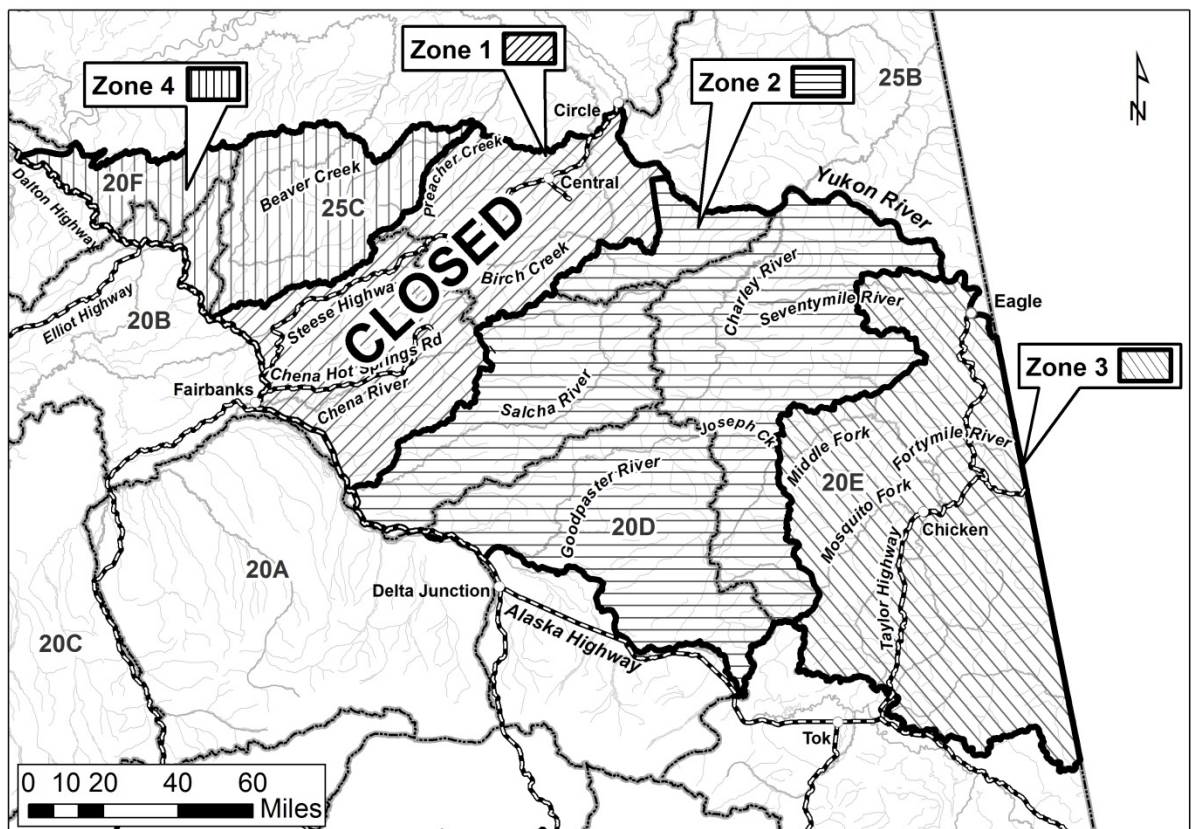 Zone 1
Zone 4
Zone 2
25B
N
Circle
20F
Beaver Creek
Preacher Creek
Central
25C
Dalton Highway
Yukon River
CLOSED
Birch Creek
Steese Highway
Charley River
Seventymile River
Eagle
Elliot Highway
20B
Chena Hot Springs Rd
Zone 3
Fairbanks
Chena River
Salcha River
Joseph Ck
Middle Fork
Fortymile River
20E
Goodpaster River
Mosquito Fork
20D
Chicken
20A
Delta Junction
Alaska Highway
Taylor Highway
20C
Tok
0 10 20 40 60
Miles